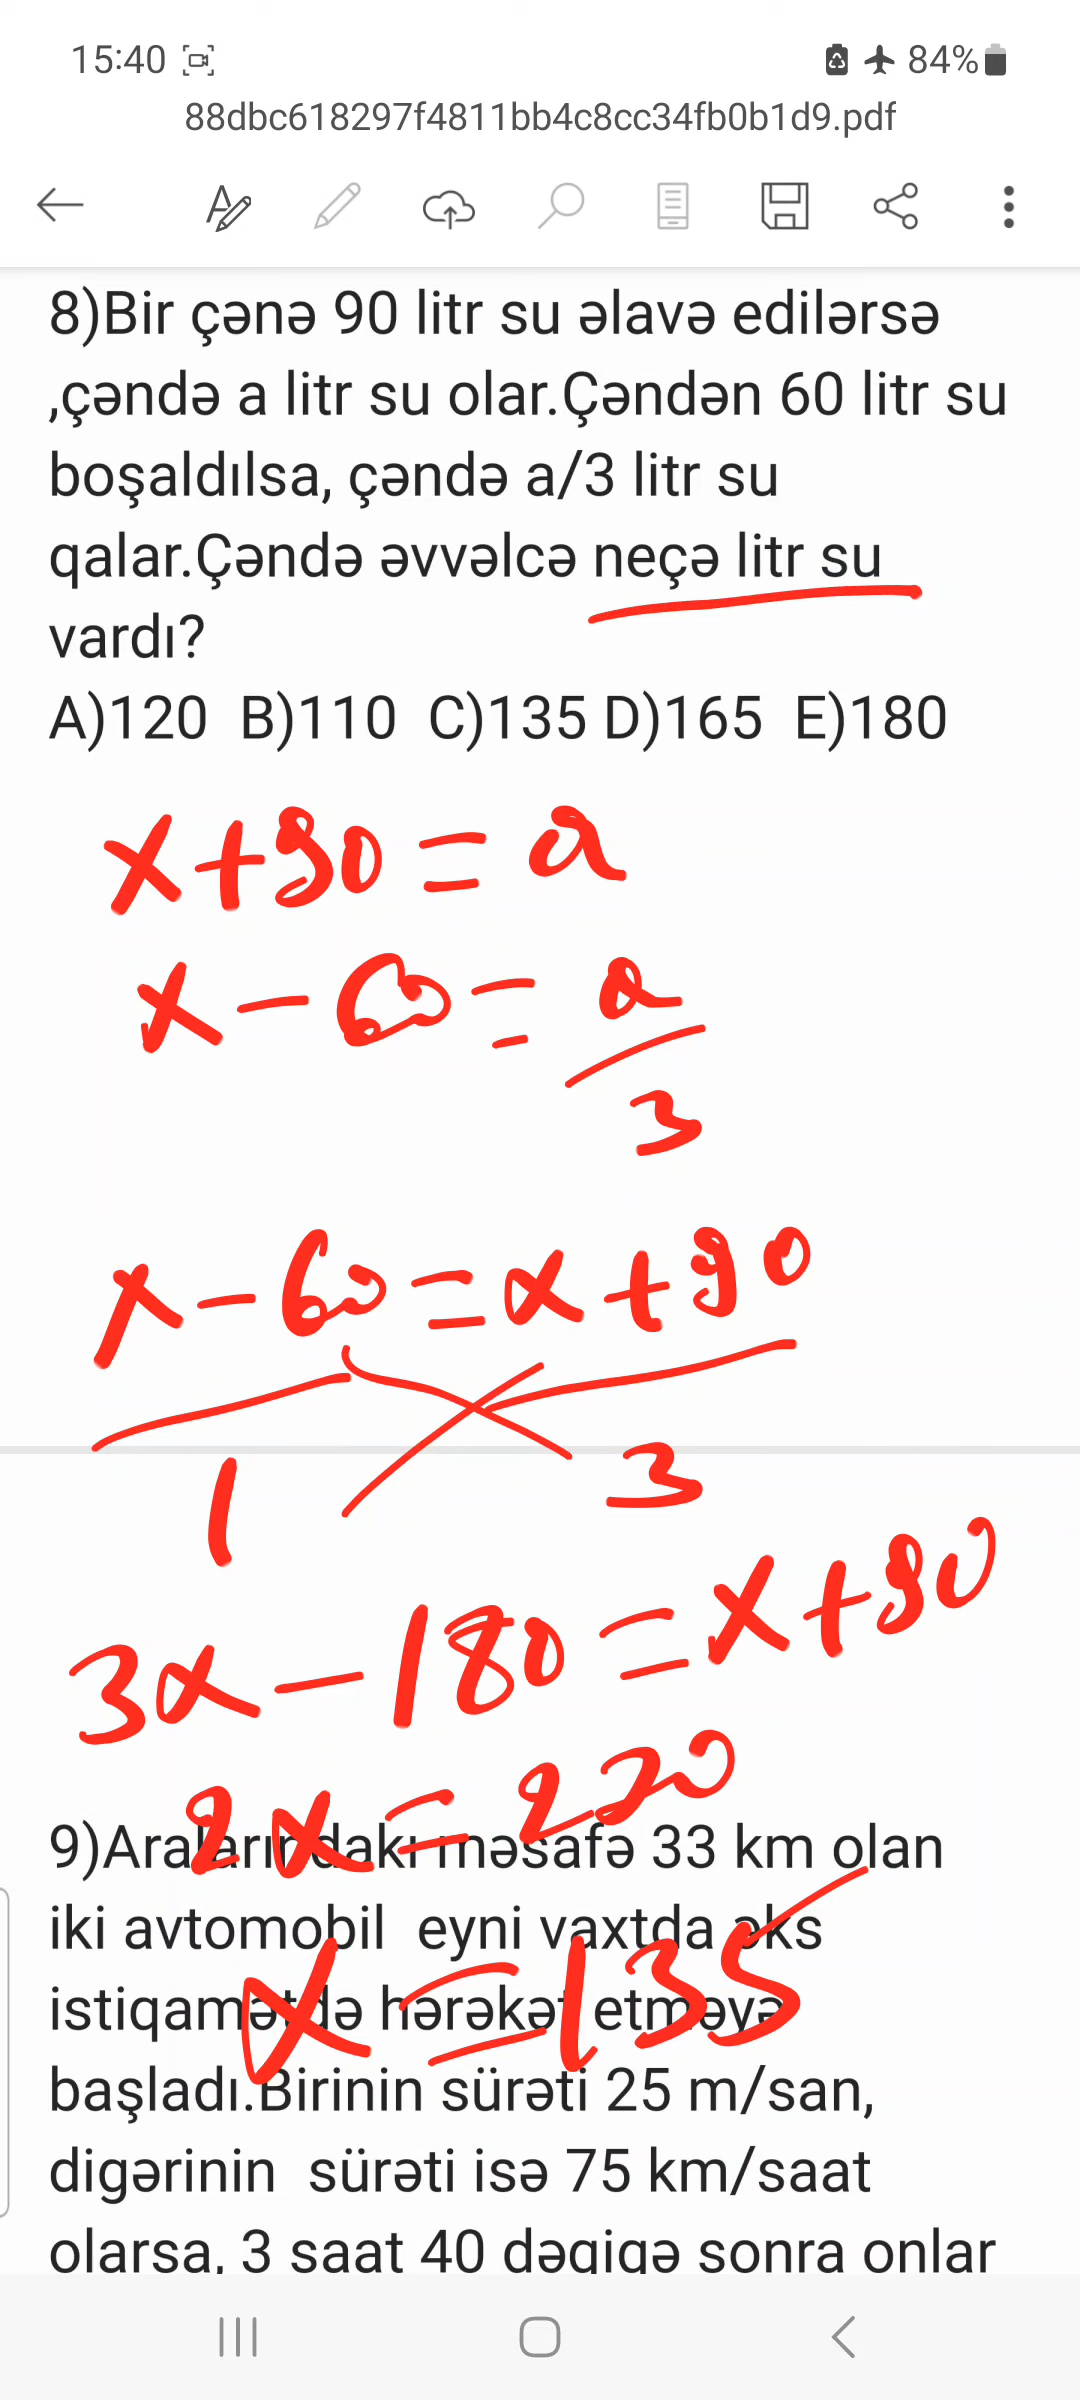 15:40 84%
88dbc618297f4811bb4c8cc34fb0b1d9.pdf
8)Bir çənə 90 litr su əlavə edilərsə
,çəndə a litr su olar.Çəndən 60 litr su
boşaldılsa, çəndə a/3 litr su
qalar.Çəndə əvvəlcə neçə litr su
vardı?
A)120 B)110 C)135 D)165 E)180
x+90=a
x-60=a/3
x-60=x+90
1 3
3x-180=x+90
2x=270
9)Aralarındakı məsafə 33 km olan
iki avtomobil eyni vaxtda əks
istiqamətdə hərəkət etməyə
x=135
başladı.Birinin sürəti 25 m/san,
digərinin sürəti isə 75 km/saat
olarsa, 3 saat 40 dəqiqə sonra onlar